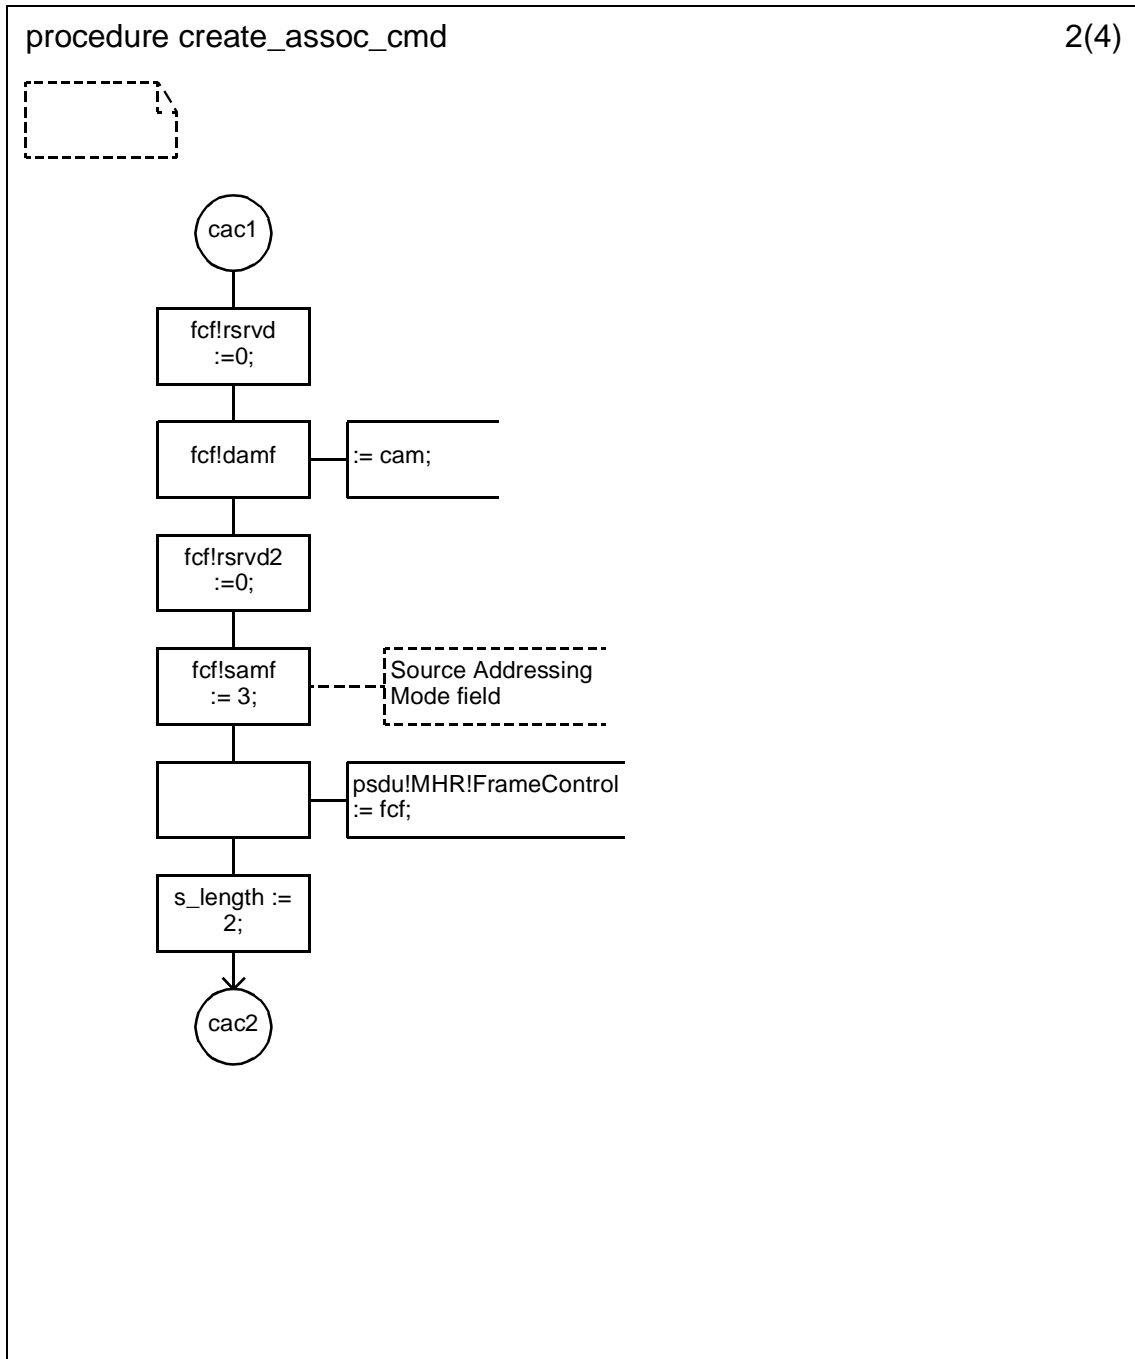 procedure create_assoc_cmd
2(4)
cac1
fcf!rsrvd
:=0;
fcf!damf
:= cam;
fcf!rsrvd2
:=0;
fcf!samf
:= 3;
Source Addressing
Mode field
psdu!MHR!FrameControl
:= fcf;
s_length :=
2;
cac2